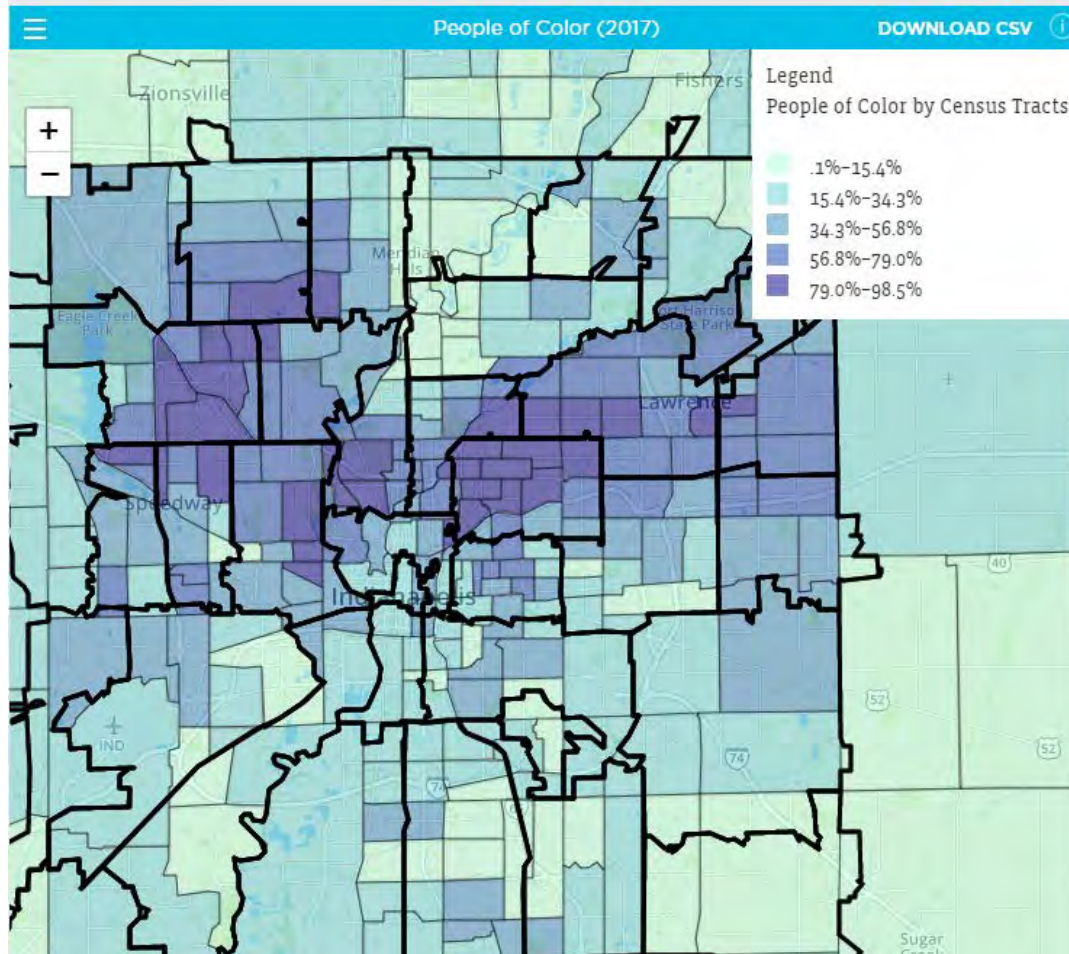 People of Color (2017)
DOWNLOAD CSV
i
Legend
People of Color by Census Tracts
.1%–15.4%
15.4%–34.3%
34.3%–56.8%
56.8%–79.0%
79.0%–98.5%
+
−
Zionsville
Fishers
Meridian
Hills
Eagle Creek
Park
ort Harriso
State Park
Lawrence
Speedway
Indianapolis
40
52
IND
74
52
74
Sugar